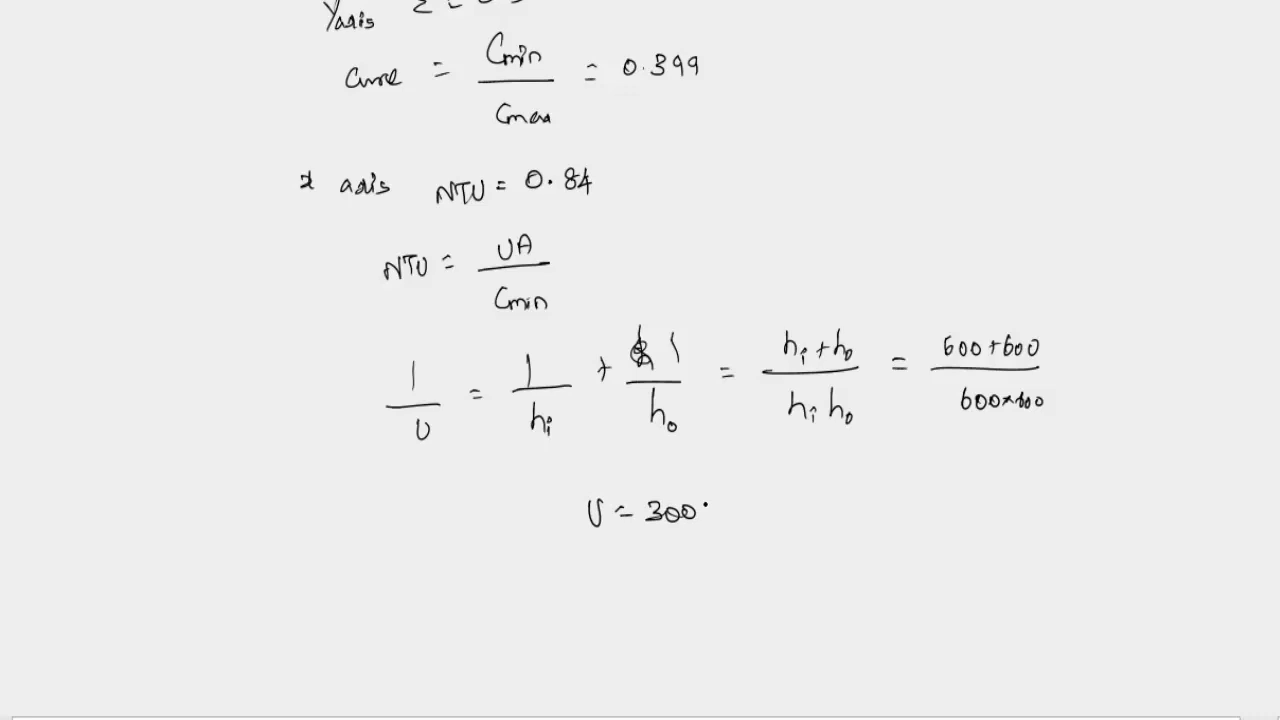 Yaxis
Curve = Cmin / Cmax = 0.399
x axis NTU = 0.84
NTU = UA / Cmin
1/U = 1/hi + 1/ho = hi + ho / hi ho = 600+600 / 600×600
U = 300